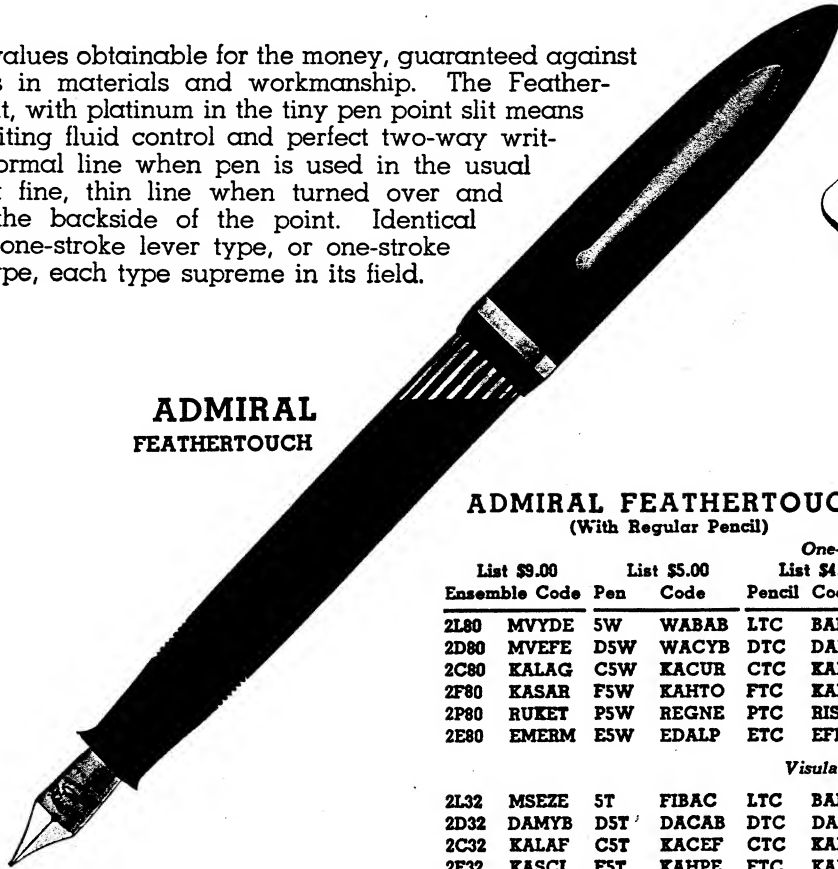 values obtainable for the money, guaranteed against
in materials and workmanship. The Feather-
with platinum in the tiny pen point slit means
fluid control and perfect two-way writ-
line when pen is used in the usual
fine, thin line when turned over and
the backside of the point. Identical
one-stroke lever type, or one-stroke
each type supreme in its field.
ADMIRAL
FEATHERTOUCH
ADMIRAL
(With Regular Pencil)
List $9.00 List $5.00 List
Ensemble Code Pen Code Pencil
2L80 MVYDE 5W WABAB LTC
2D80 MVEFE D5W WACYB DTC
2C80 KALAG C5W KACUR CTC
2F80 KASAR F5W KAHTO FTC
2P80 RUKET P5W REGNE PTC
2E80 EMERM E5W EDALP ETC
2L32 MSEZE 5T FIBAC LTC
2D32 DAMYB D5T DACAB DTC
2C32 KALAF C5T KACEF CTC